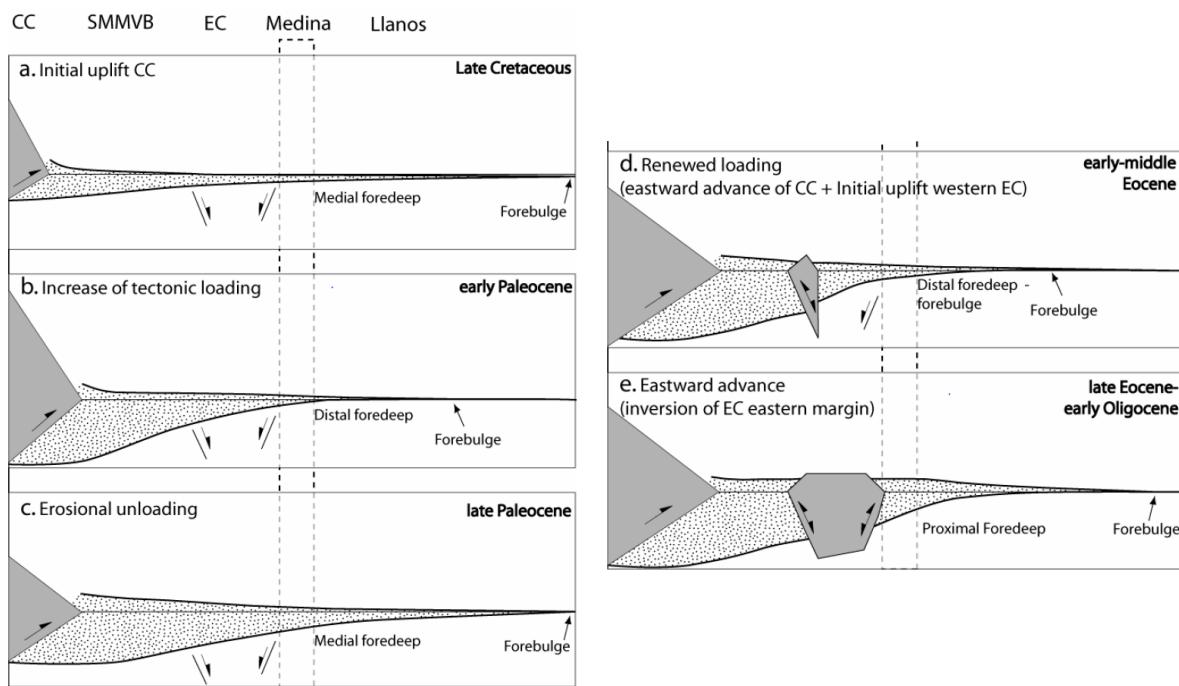 CC SMMVB EC Medina Llanos
a. Initial uplift CC
Late Cretaceous
Medial foredeep
Forebulge
b. Increase of tectonic loading
early Paleocene
Distal foredeep
Forebulge
c. Erosional unloading
late Paleocene
Medial foredeep
Forebulge
d. Renewed loading
(eastward advance of CC + Initial uplift western EC)
early-middle
Eocene
Distal foredeep -
forebulge
Forebulge
e. Eastward advance
(inversion of EC eastern margin)
late Eocene-
early Oligocene
Proximal Foredeep
Forebulge